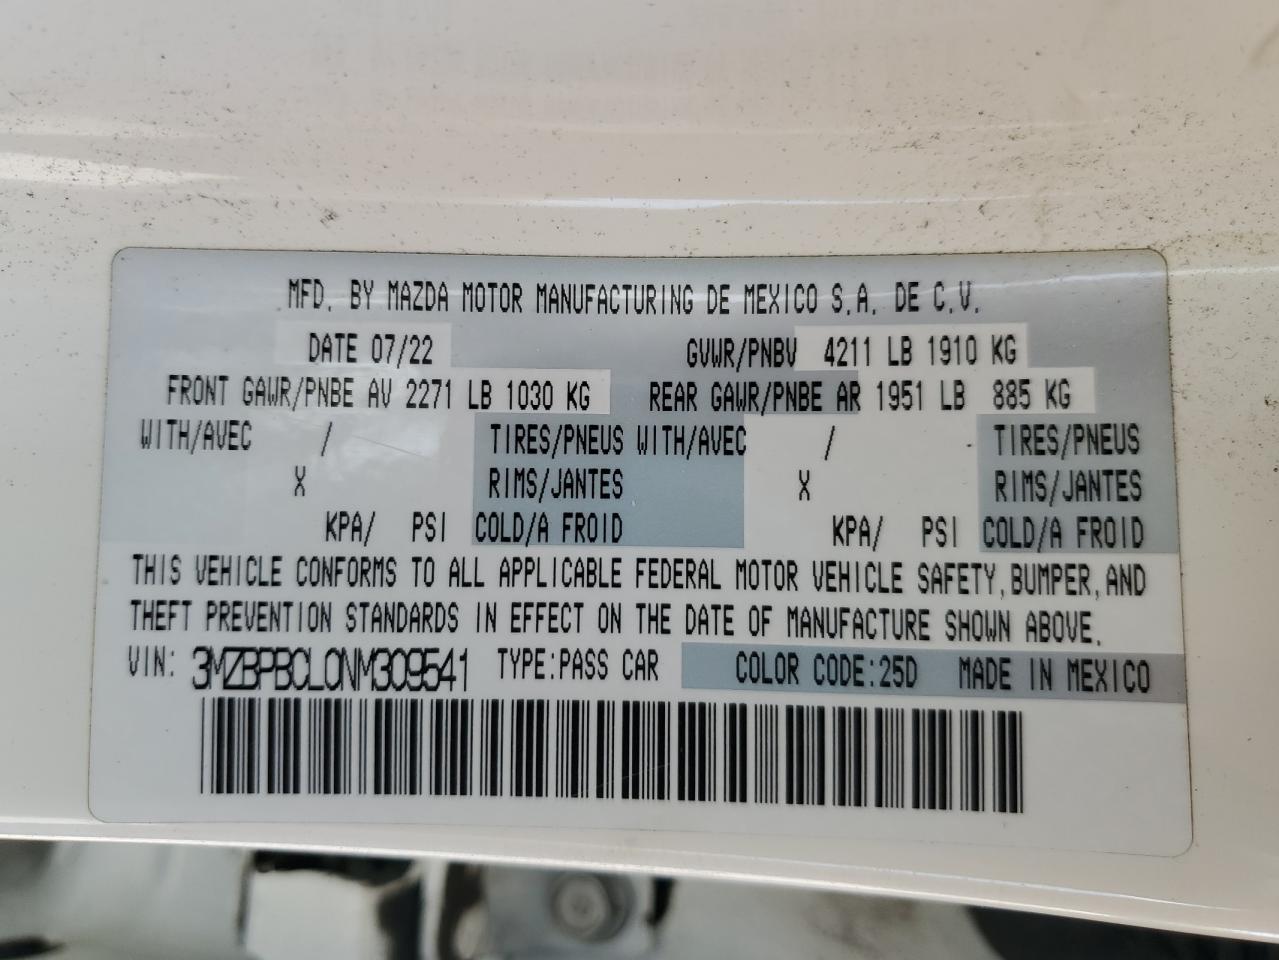 MFD. BY MAZDA MOTOR MANUFACTURING DE MEXICO S.A. DE C.V.
DATE 07/22 GVWR/PNBV 4211 LB 1910 KG
FRONT GAWR/PNBE AV 2271 LB 1030 KG REAR GAWR/PNBE AR 1951 LB 885 KG
WITH/AVEC / TIRES/PNEUS WITH/AVEC / TIRES/PNEUS
X RIMS/JANTES X RIMS/JANTES
KPA/ PSI COLD/A FROID KPA/ PSI COLD/A FROID
THIS VEHICLE CONFORMS TO ALL APPLICABLE FEDERAL MOTOR VEHICLE SAFETY, BUMPER, AND
THEFT PREVENTION STANDARDS IN EFFECT ON THE DATE OF MANUFACTURE SHOWN ABOVE.
VIN: 3MZBPBCL0NM309541 TYPE:PASS CAR COLOR CODE:25D MADE IN MEXICO